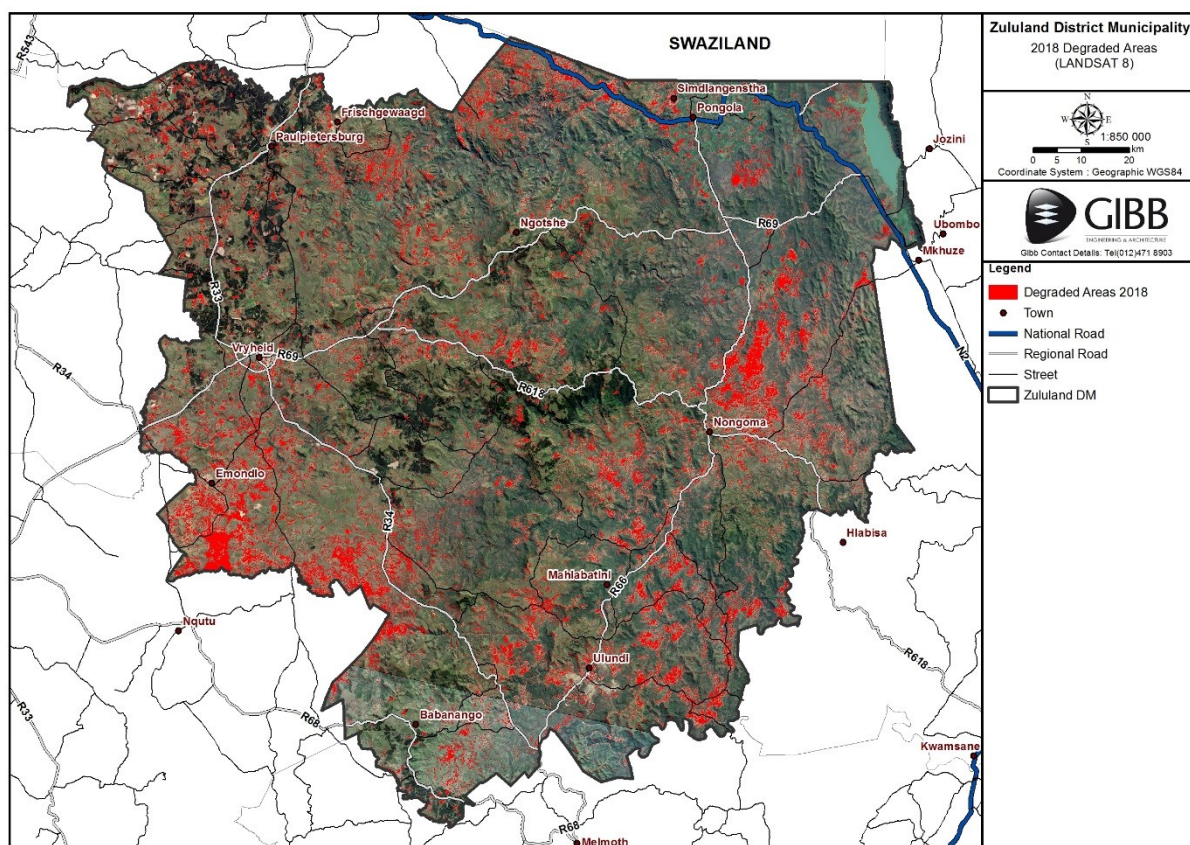 R543
SWAZILAND
Simdlangenstha
Pongola
Frischgewaagd
Paulpietersburg
Jozini
Ngotshe
R69
Ubombo
Mkhuze
R33
Vryheid
R69
R34
R618
N2
Nongoma
Emondlo
R34
Hlabisa
Mahlabatini
R66
Nqutu
Ulundi
R618
R33
R68
Babanango
Kwamsane
R68
Melmoth
Zululand District Municipality
2018 Degraded Areas
(LANDSAT 8)
N
W E
S
1:850 000
0 5 10 20
km
Coordinate System : Geographic WGS84
GIBB
ENGINEERING & ARCHITECTURE
Gibb Contact Details: Tel(012)471 8903
Legend
Degraded Areas 2018
Town
National Road
Regional Road
Street
Zululand DM